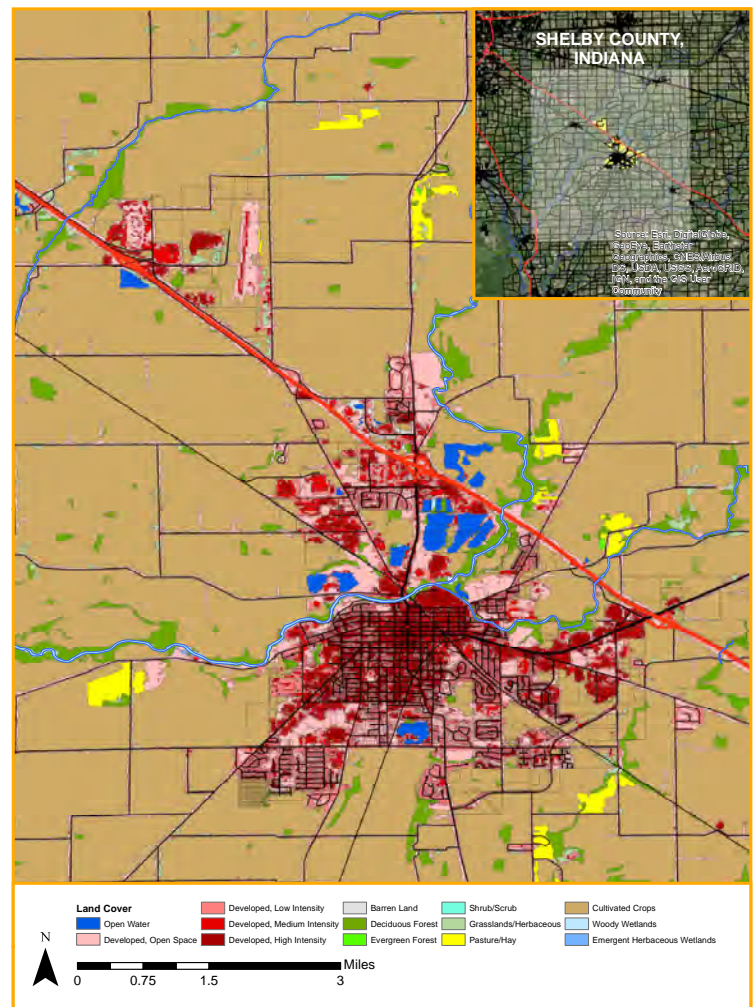 SHELBY COUNTY,
INDIANA
Source: Esri, DigitalGlobe,
GeoEye, Earthstar
Geographics, CNES/Airbus
DS, USDA, USGS, AeroGRID,
IGN, and the GIS User
Community
Land Cover
Open Water
Developed, Open Space
Developed, Low Intensity
Developed, Medium Intensity
Developed, High Intensity
Barren Land
Deciduous Forest
Evergreen Forest
Shrub/Scrub
Grasslands/Herbaceous
Pasture/Hay
Cultivated Crops
Woody Wetlands
Emergent Herbaceous Wetlands
N
Miles
0 0.75 1.5 3